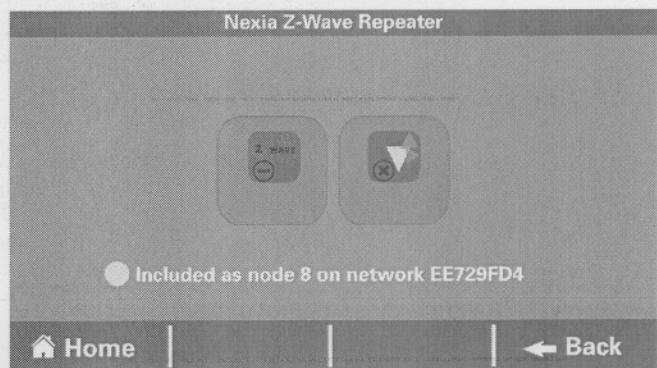 Nexia Z-Wave Repeater
Z WAVE
Included as node 8 on network EE729FD4
Home
Back